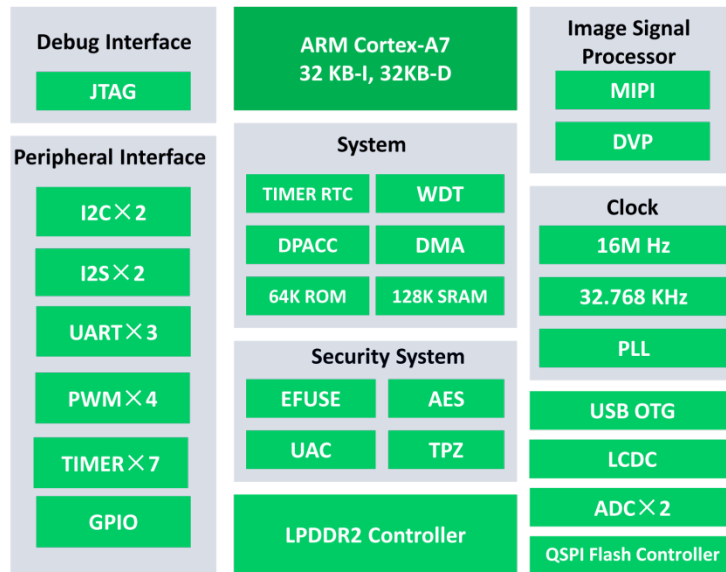 Debug Interface
JTAG
Peripheral Interface
I2C×2
I2S×2
UART×3
PWM×4
TIMER×7
GPIO
ARM Cortex-A7
32 KB-I, 32KB-D
System
TIMER RTC
WDT
DPACC
DMA
64K ROM
128K SRAM
Security System
EFUSE
AES
UAC
TPZ
LPDDR2 Controller
Image Signal
Processor
MIPI
DVP
Clock
16M Hz
32.768 KHz
PLL
USB OTG
LCDC
ADC×2
QSPI Flash Controller